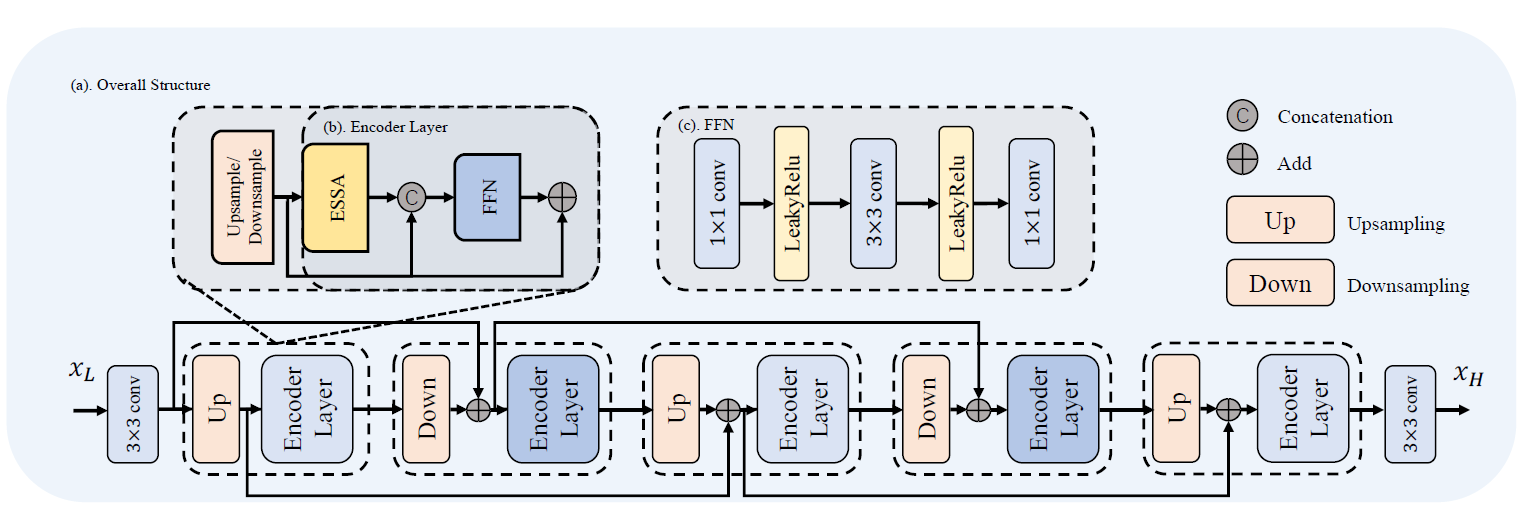 (a). Overall Structure
(b). Encoder Layer
Upsample/
Downsample
ESSA
C
FFN
(c). FFN
1×1 conv
LeakyRelu
3×3 conv
LeakyRelu
1×1 conv
C
Concatenation
Add
Up
Upsampling
Down
Downsampling
x_L
3×3 conv
Up
Encoder
Layer
Down
Encoder
Layer
Up
Encoder
Layer
Down
Encoder
Layer
Up
Encoder
Layer
3×3 conv
x_H